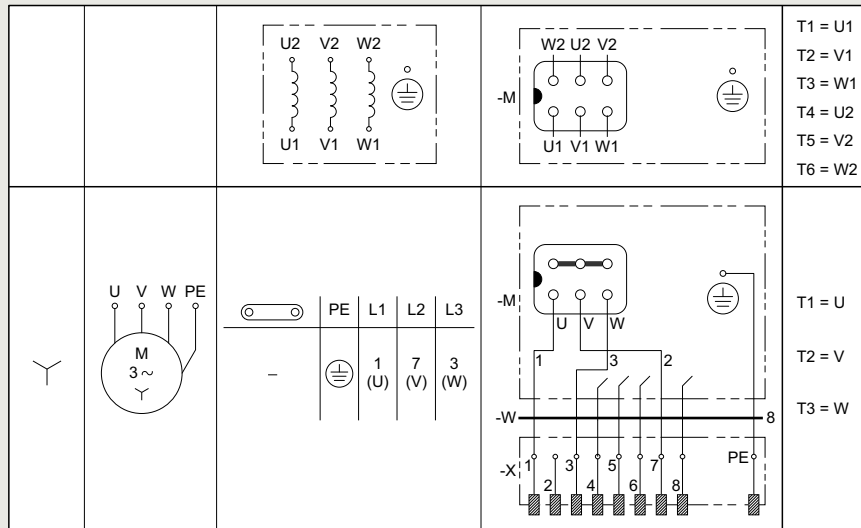 U2 V2 W2
U1 V1 W1
W2 U2 V2
-M
U1 V1 W1
T1 = U1
T2 = V1
T3 = W1
T4 = U2
T5 = V2
T6 = W2
U V W PE
M
3 ~
PE L1 L2 L3
– 1 7 3
(U) (V) (W)
-M
U V W
1 3 2
-W 8
-X 1 2 3 4 5 6 7 8 PE
T1 = U
T2 = V
T3 = W